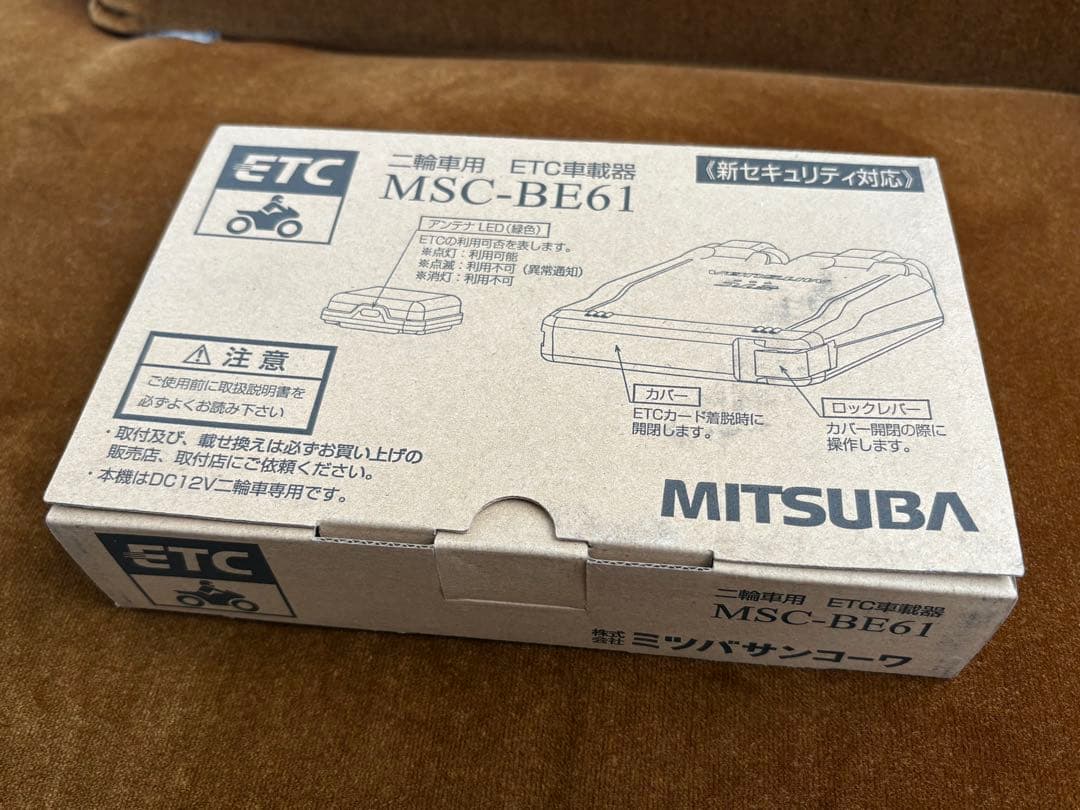 ETC
二輪車用 ETC車載器
MSC-BE61
《新セキュリティ対応》
アンテナLED(緑色)
ETCの利用可否を表します。
※点灯：利用可能
※点滅：利用不可（異常通知）
※消灯：利用不可
注意
ご使用前に取扱説明書を
必ずよくお読み下さい
カバー
ETCカード着脱時に
開閉します。
ロックレバー
カバー開閉の際に
操作します。
・取付及び、載せ換えは必ずお買い上げの
販売店、取付店にご依頼ください。
・本機はDC12V二輪車専用です。
MITSUBA
ETC
二輪車用 ETC車載器
MSC-BE61
株式会社 ミツバサンコーワ